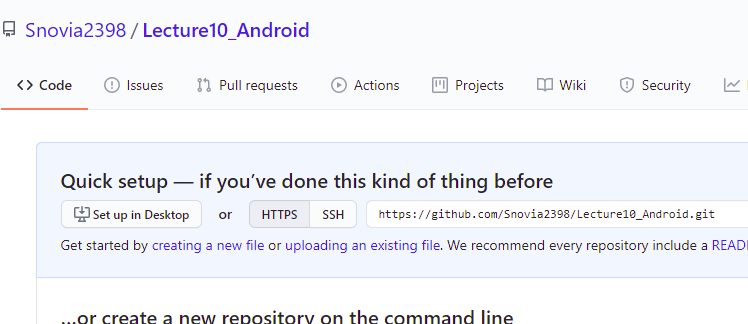 Snovia2398 / Lecture10_Android
Code Issues Pull requests Actions Projects Wiki Security
Quick setup — if you’ve done this kind of thing before
Set up in Desktop or HTTPS SSH https://github.com/Snovia2398/Lecture10_Android.git
Get started by creating a new file or uploading an existing file. We recommend every repository include a READ
…or create a new repository on the command line